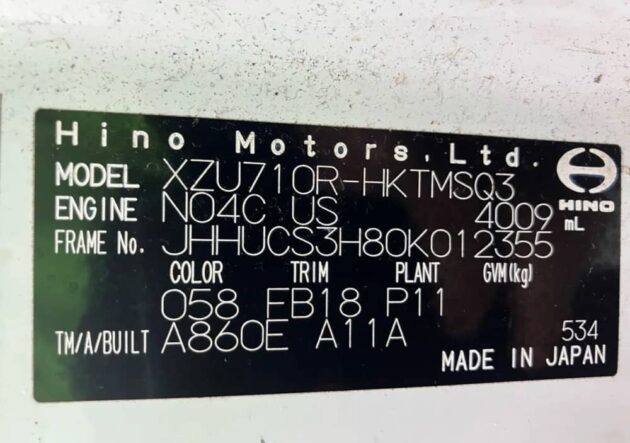 Hino Motors, Ltd.
HINO
MODEL XZU710R-HKTMSQ3
ENGINE N04C US 4009 mL
FRAME No. JHHUCS3H80K012355
COLOR TRIM PLANT GVM(kg)
058 FB18 P11
TM/A/BUILT A860E A11A 534
MADE IN JAPAN